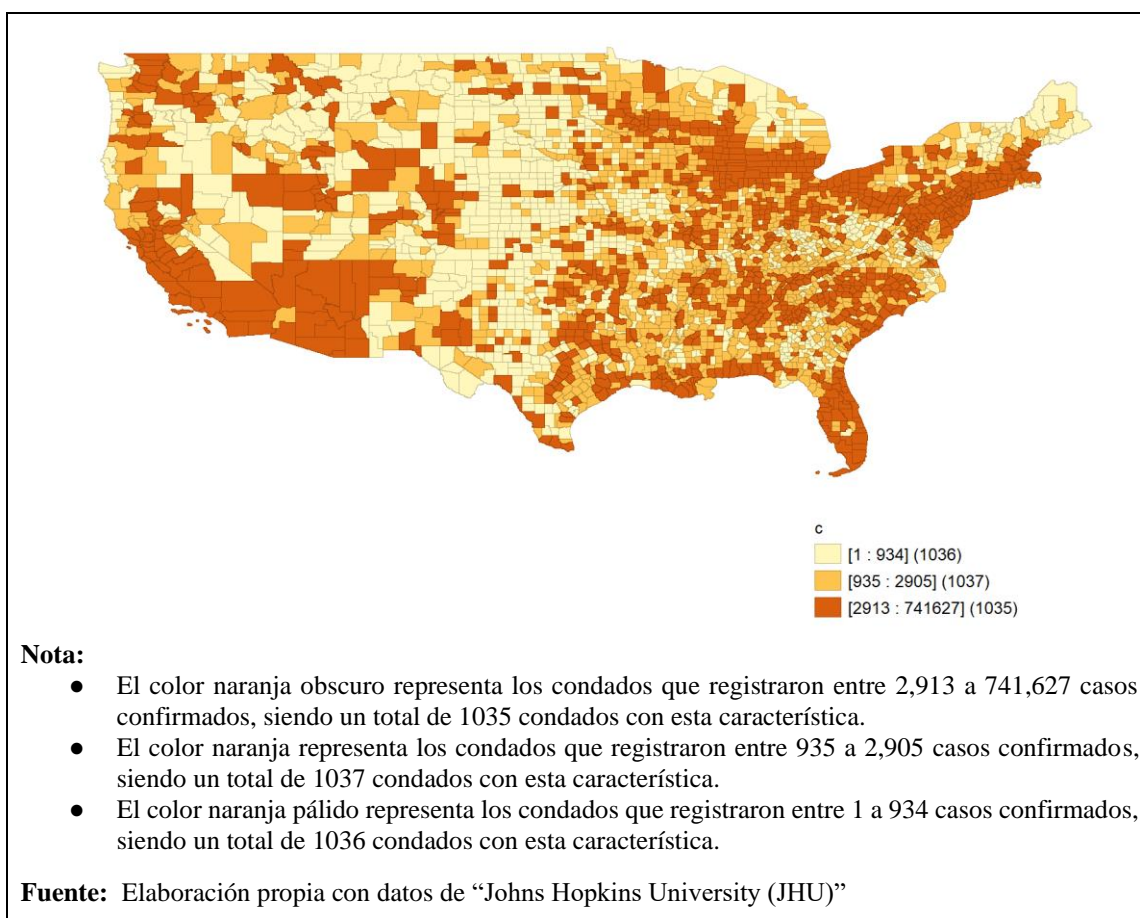 c
[1 : 934] (1036)
[935 : 2905] (1037)
[2913 : 741627] (1035)
Nota:
● El color naranja obscuro representa los condados que registraron entre 2,913 a 741,627 casos
confirmados, siendo un total de 1035 condados con esta característica.
● El color naranja representa los condados que registraron entre 935 a 2,905 casos confirmados,
siendo un total de 1037 condados con esta característica.
● El color naranja pálido representa los condados que registraron entre 1 a 934 casos confirmados,
siendo un total de 1036 condados con esta característica.
Fuente: Elaboración propia con datos de “Johns Hopkins University (JHU)”